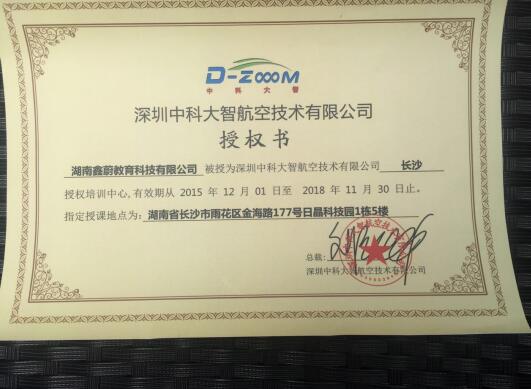 D-ZOOOM
中科大智
深圳中科大智航空技术有限公司
授权书
湖南鑫蔚教育科技有限公司 被授为深圳中科大智航空技术有限公司 长沙
授权培训中心,有效期从 2015 年 12 月 01 日至 2018 年 11 月 30 日止。
指定授课地点为: 湖南省长沙市雨花区金海路177号日晶科技园1栋5楼
总裁:
深圳中科大智航空技术有限公司